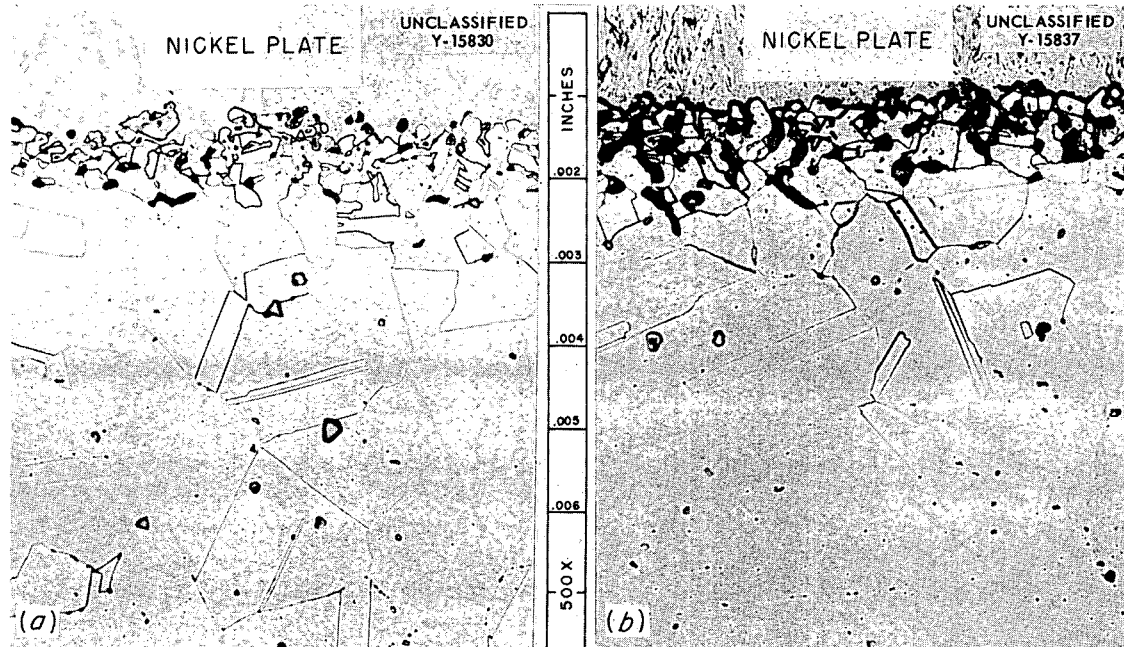 NICKEL PLATE
UNCLASSIFIED
Y-15830
INCHES
.002
.003
.004
.005
.006
500X
NICKEL PLATE
UNCLASSIFIED
Y-15837
(a)
(b)